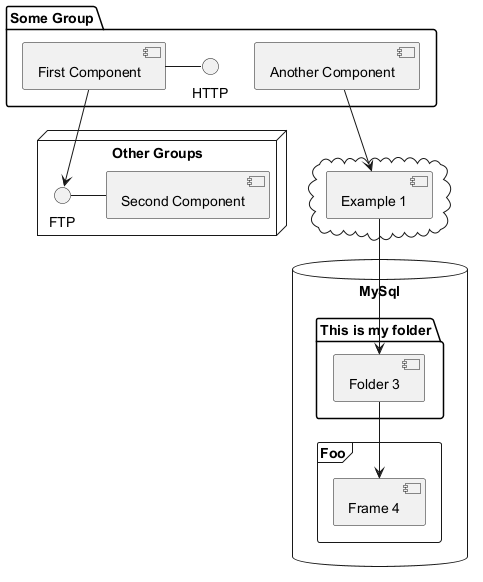 Some Group
First Component
HTTP
Another Component
Other Groups
FTP
Second Component
Example 1
MySql
This is my folder
Folder 3
Foo
Frame 4